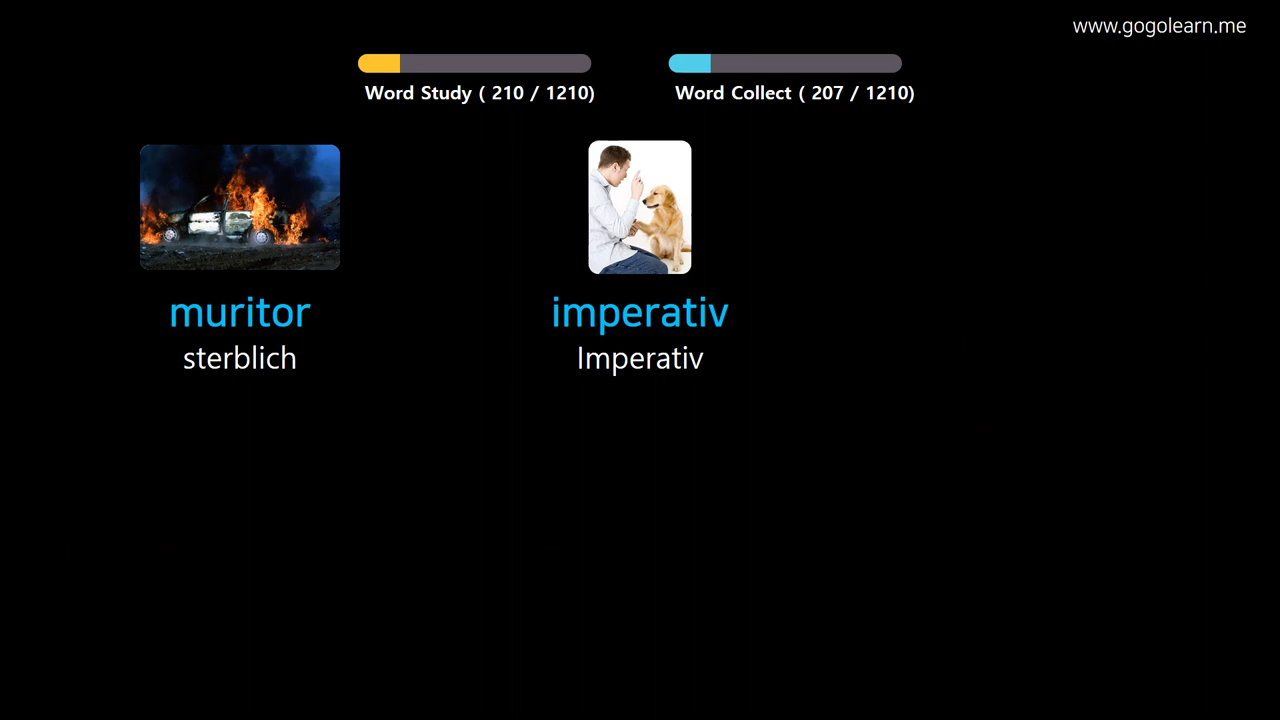 www.gogolearn.me
Word Study ( 210 / 1210)
Word Collect ( 207 / 1210)
muritor
sterblich
imperativ
Imperativ